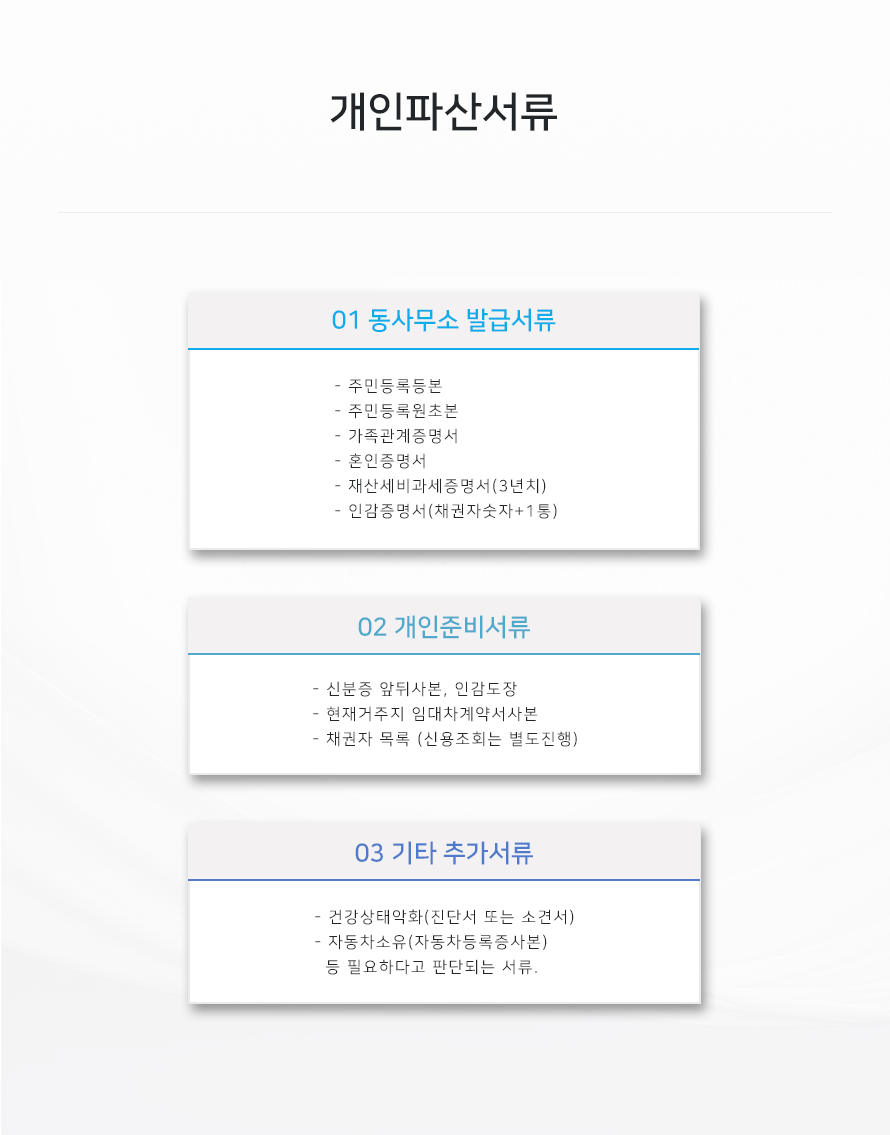 개인파산서류
01 동사무소 발급서류
- 주민등록등본
- 주민등록원초본
- 가족관계증명서
- 혼인증명서
- 재산세비과세증명서(3년치)
- 인감증명서(채권자숫자+1통)
02 개인준비서류
- 신분증 앞뒤사본, 인감도장
- 현재거주지 임대차계약서사본
- 채권자 목록 (신용조회는 별도진행)
03 기타 추가서류
- 건강상태악화(진단서 또는 소견서)
- 자동차소유(자동차등록증사본)
등 필요하다고 판단되는 서류.